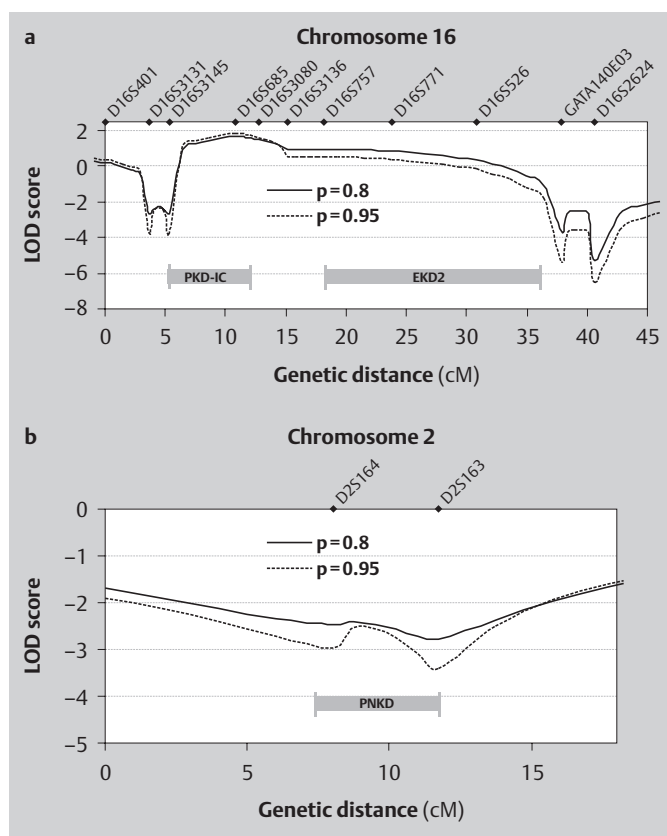 a
Chromosome 16
D16S401
D16S3131
D16S3145
D16S685
D16S3080
D16S3136
D16S757
D16S771
D16S526
GATA140E03
D16S2624
LOD score
2
0
−2
−4
−6
−8
p=0.8
p=0.95
PKD-IC
EKD2
0 5 10 15 20 25 30 35 40 45
Genetic distance (cM)
b
Chromosome 2
D2S164
D2S163
LOD score
0
−1
−2
−3
−4
−5
p=0.8
p=0.95
PNKD
0 5 10 15
Genetic distance (cM)